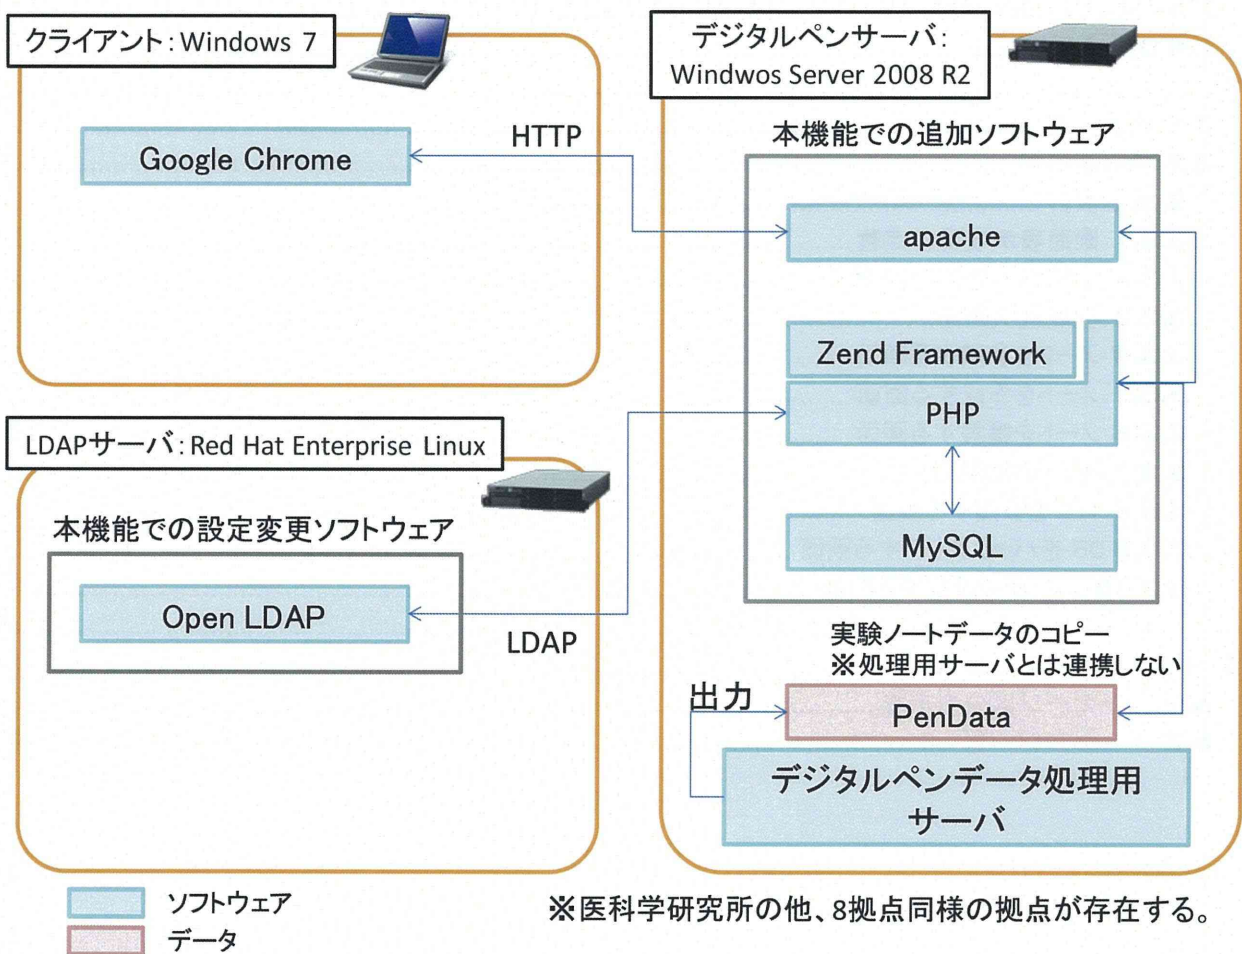 クライアント：Windows 7
Google Chrome
HTTP
デジタルペンサーバ：
Windwos Server 2008 R2
本機能での追加ソフトウェア
apache
Zend Framework
PHP
MySQL
LDAPサーバ：Red Hat Enterprise Linux
本機能での設定変更ソフトウェア
Open LDAP
LDAP
実験ノートデータのコピー
※処理用サーバとは連携しない
出力
PenData
デジタルペンデータ処理用
サーバ
ソフトウェア
データ
※医科学研究所の他、8拠点同様の拠点が存在する。